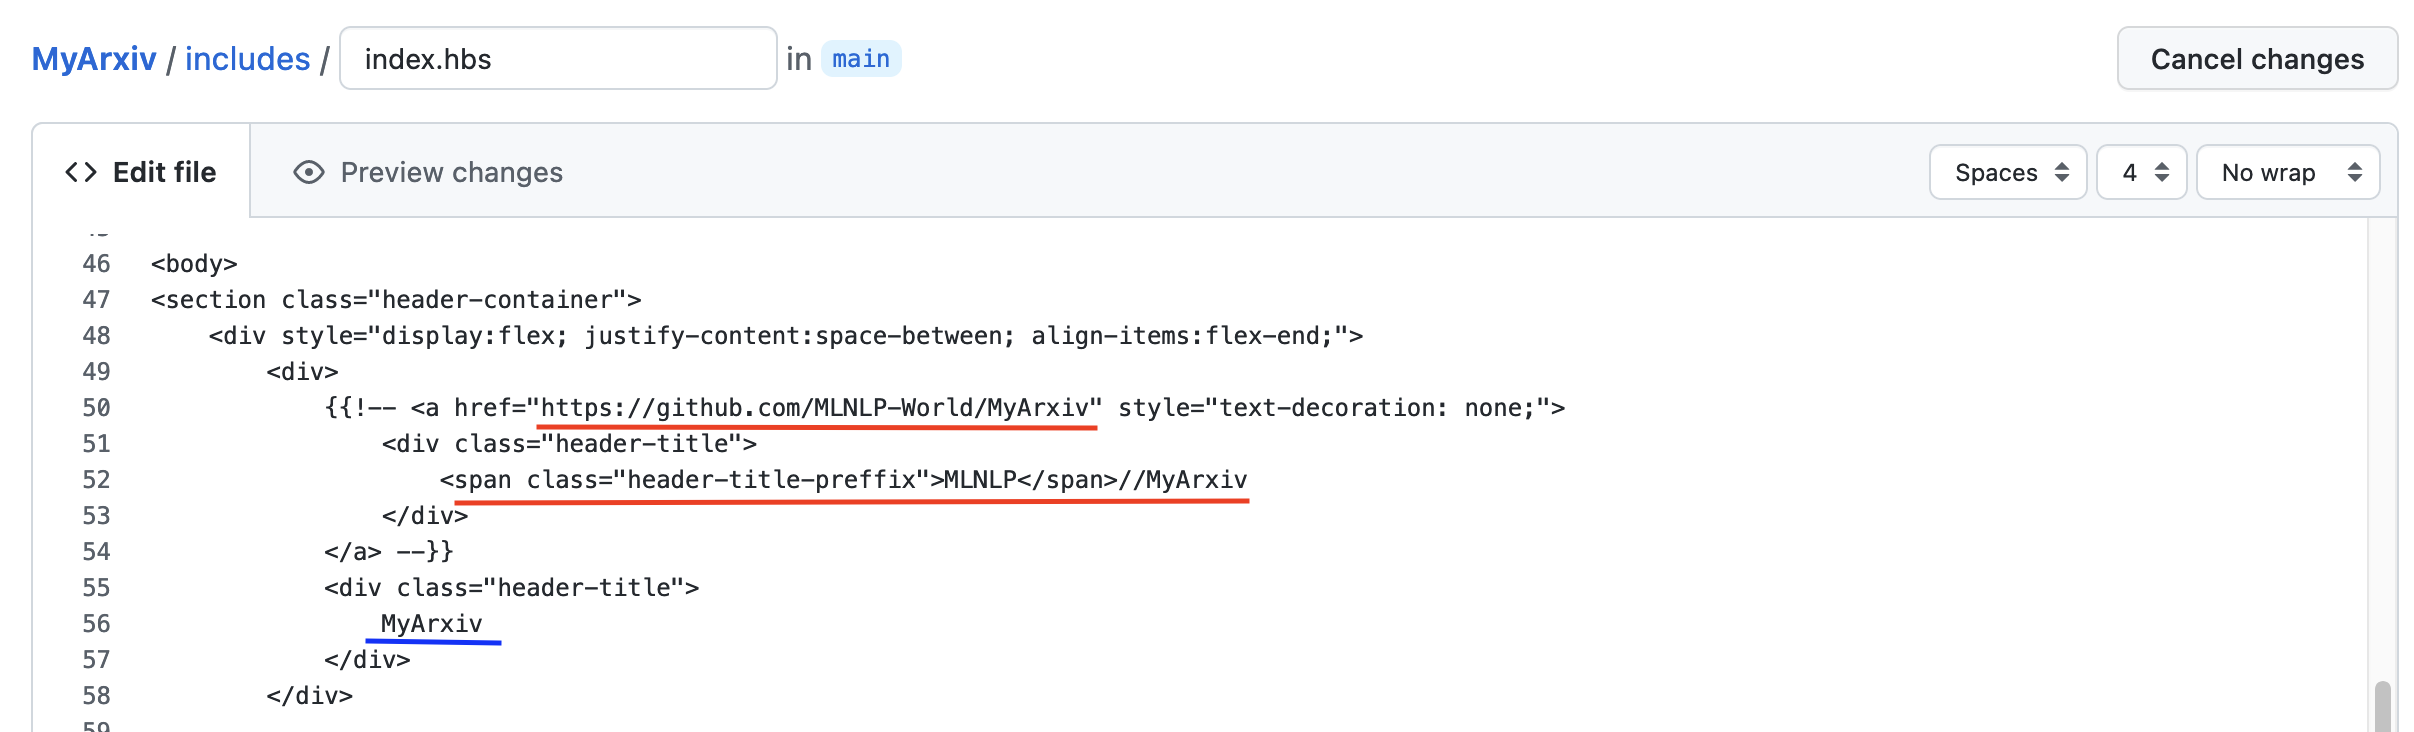 MyArxiv / includes / index.hbs in main Cancel changes
<> Edit file Preview changes Spaces 4 No wrap
46 <body>
47 <section class="header-container">
48     <div style="display:flex; justify-content:space-between; align-items:flex-end;">
49         <div>
50             {{!-- <a href="https://github.com/MLNLP-World/MyArxiv" style="text-decoration: none;">
51                 <div class="header-title">
52                     <span class="header-title-preffix">MLNLP</span>//MyArxiv
53                 </div>
54             </a> --}}
55             <div class="header-title">
56                 MyArxiv
57             </div>
58         </div>
59